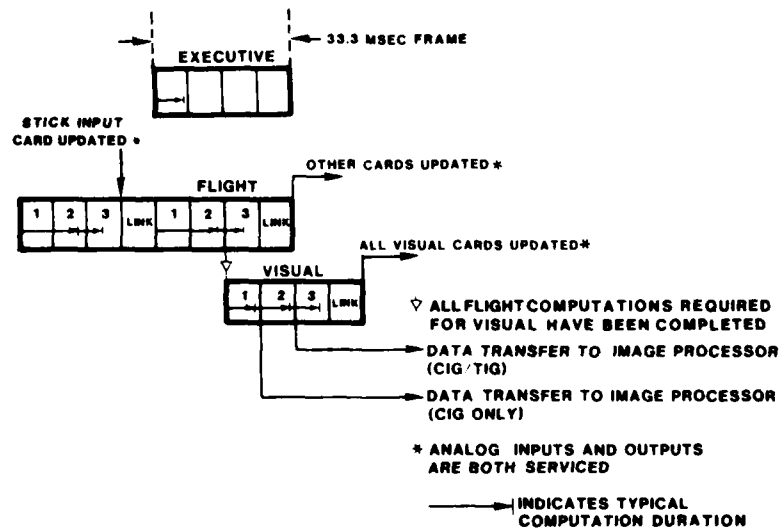 33.3 MSEC FRAME
EXECUTIVE
STICK INPUT
CARD UPDATED *
OTHER CARDS UPDATED *
FLIGHT
1 2 3 LINK 1 2 3 LINK
ALL VISUAL CARDS UPDATED *
VISUAL
1 2 3 LINK
ALL FLIGHT COMPUTATIONS REQUIRED
FOR VISUAL HAVE BEEN COMPLETED
DATA TRANSFER TO IMAGE PROCESSOR
(CIG/TIG)
DATA TRANSFER TO IMAGE PROCESSOR
(CIG ONLY)
* ANALOG INPUTS AND OUTPUTS
ARE BOTH SERVICED
INDICATES TYPICAL
COMPUTATION DURATION